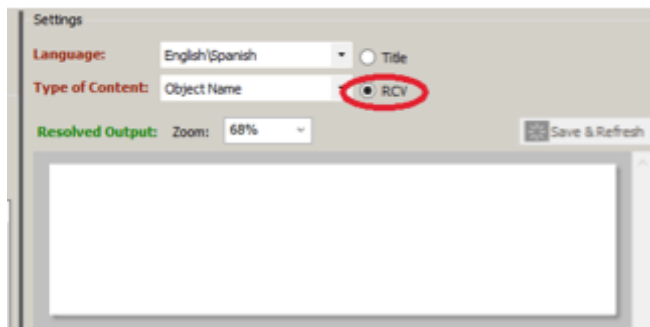 Settings
Language: English\Spanish Title
Type of Content: Object Name RCV
Resolved Output: Zoom: 68% Save & Refresh